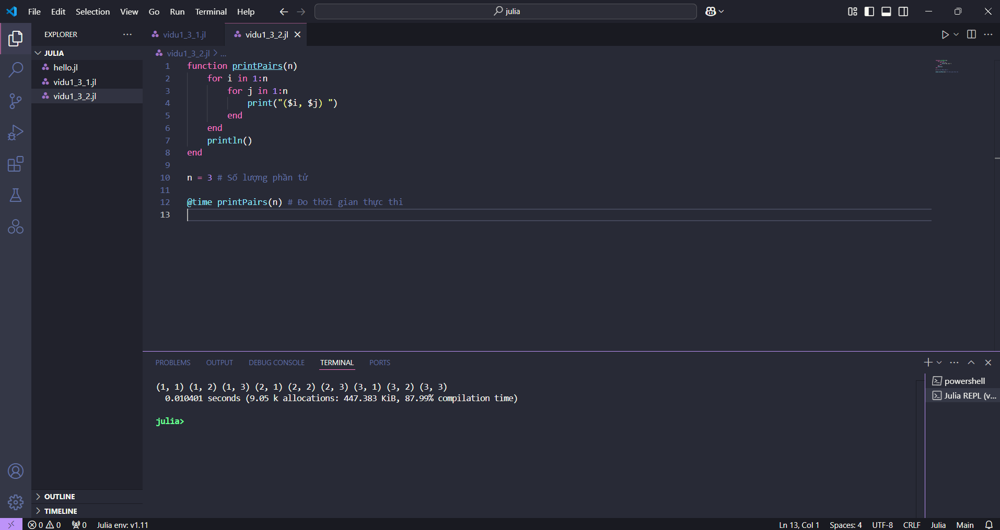 File Edit Selection View Go Run Terminal Help
julia
EXPLORER
JULIA
hello.jl
vidu1_3_1.jl
vidu1_3_2.jl
OUTLINE
TIMELINE
vidu1_3_1.jl
vidu1_3_2.jl
vidu1_3_2.jl > ...
1 function printPairs(n)
2 for i in 1:n
3 for j in 1:n
4 print("($i, $j) ")
5 end
6 end
7 println()
8 end
9
10 n = 3 # Số lượng phần tử
11
12 @time printPairs(n) # Đo thời gian thực thi
13
PROBLEMS OUTPUT DEBUG CONSOLE TERMINAL PORTS
(1, 1) (1, 2) (1, 3) (2, 1) (2, 2) (2, 3) (3, 1) (3, 2) (3, 3)
0.010401 seconds (9.05 k allocations: 447.383 KiB, 87.99% compilation time)
julia>
powershell
Julia REPL (v...
0 0 0 Julia env: v1.11
Ln 13, Col 1 Spaces: 4 UTF-8 CRLF Julia Main